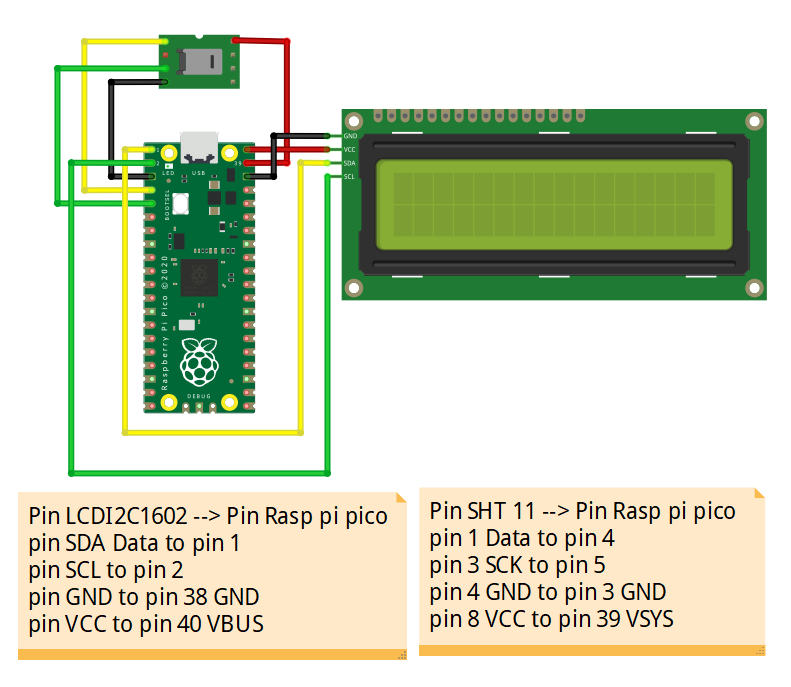 GND
VCC
SDA
SCL
1
2
39
LED
USB
BOOTSEL
Raspberry Pi Pico ©2020
DEBUG
Pin LCDI2C1602 --> Pin Rasp pi pico
pin SDA Data to pin 1
pin SCL to pin 2
pin GND to pin 38 GND
pin VCC to pin 40 VBUS
Pin SHT 11 --> Pin Rasp pi pico
pin 1 Data to pin 4
pin 3 SCK to pin 5
pin 4 GND to pin 3 GND
pin 8 VCC to pin 39 VSYS